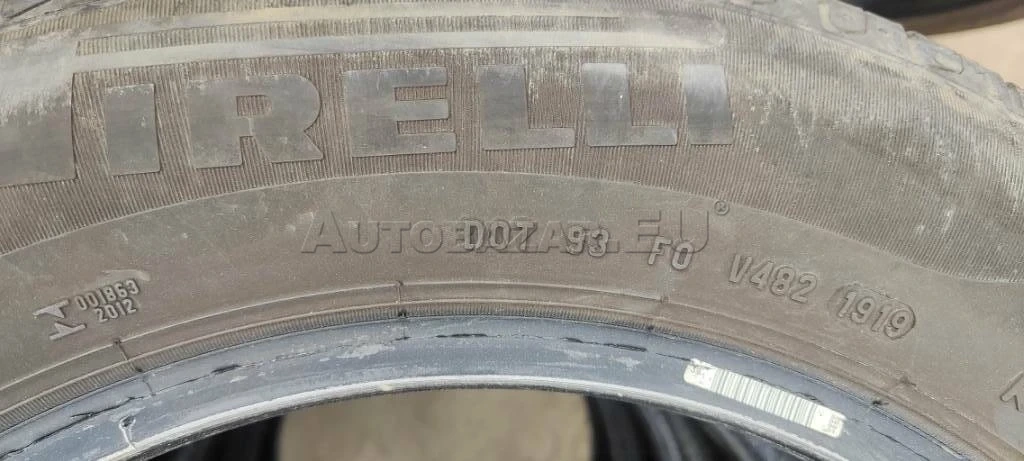 IRELLI
AUTOBAZAR.EU®
DOT 93 F0 V482 1919
001863
2012